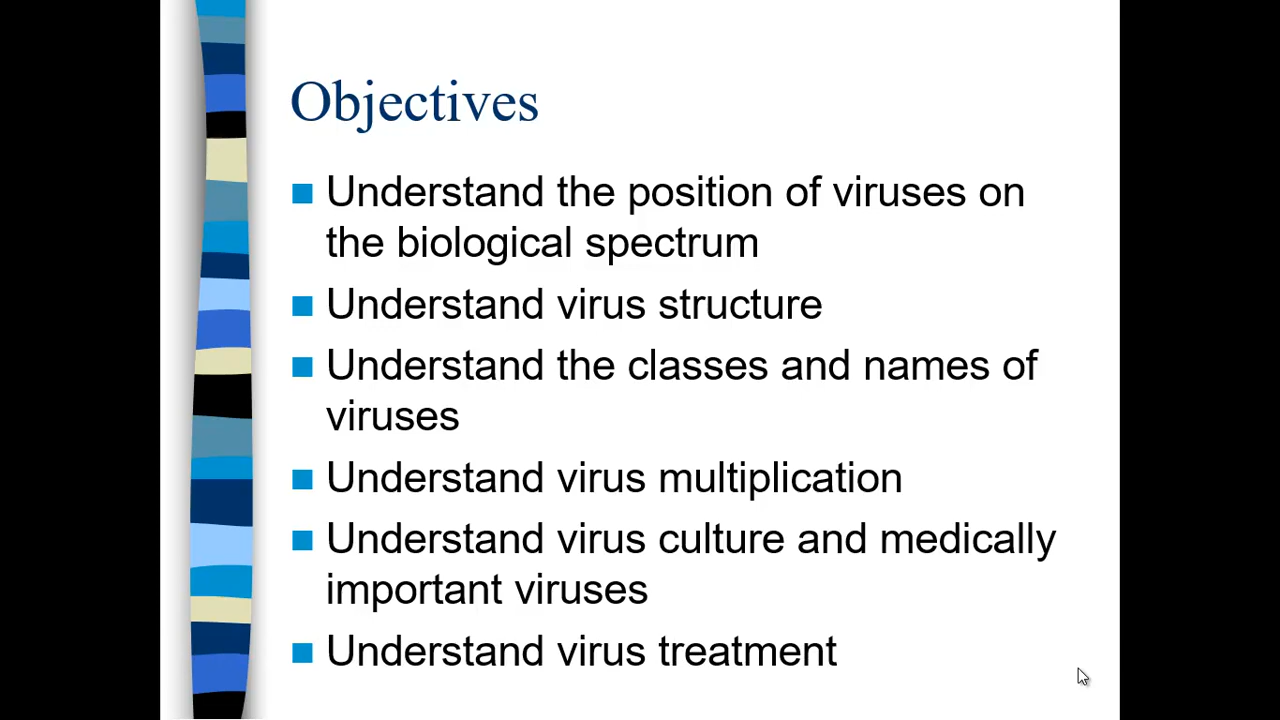 Objectives
Understand the position of viruses on
the biological spectrum
Understand virus structure
Understand the classes and names of
viruses
Understand virus multiplication
Understand virus culture and medically
important viruses
Understand virus treatment